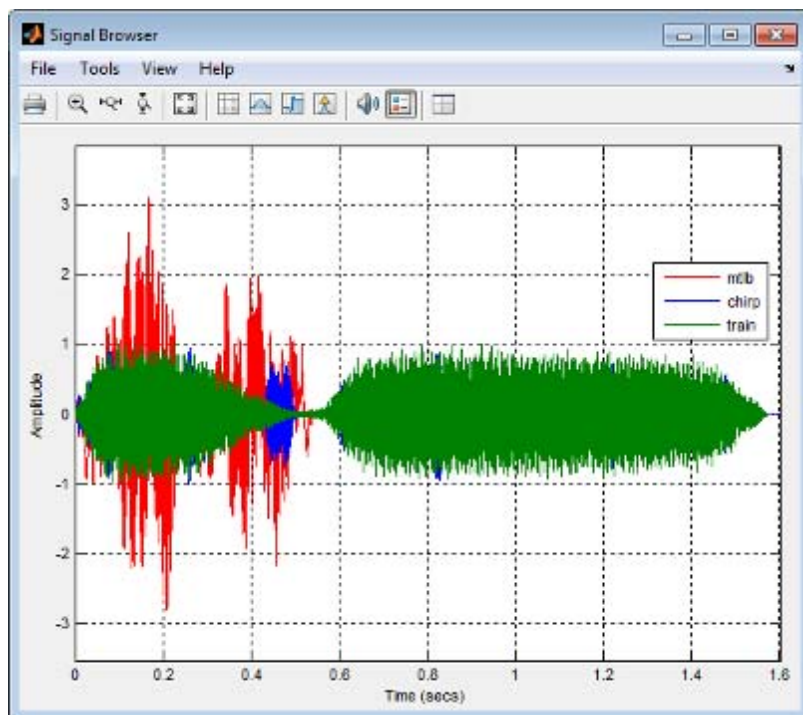 Signal Browser
File Tools View Help
3
2
1
0
-1
-2
-3
Amplitude
mtlb
chirp
train
0 0.2 0.4 0.6 0.8 1 1.2 1.4 1.6
Time (secs)